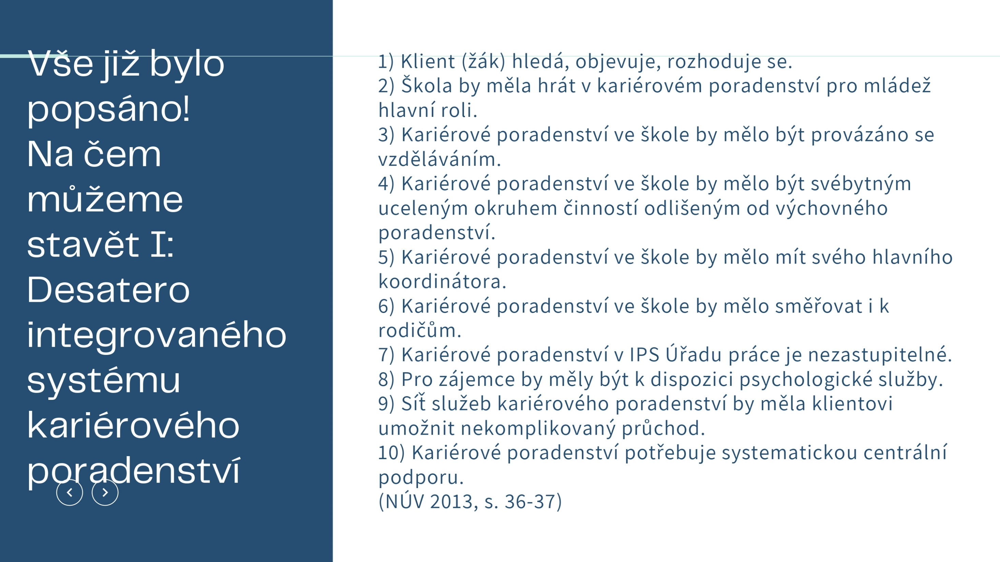 Vše již bylo
popsáno!
Na čem
můžeme
stavět I:
Desatero
integrovaného
systému
kariérového
poradenství
1) Klient (žák) hledá, objevuje, rozhoduje se.
2) Škola by měla hrát v kariérovém poradenství pro mládež
hlavní roli.
3) Kariérové poradenství ve škole by mělo být provázáno se
vzděláváním.
4) Kariérové poradenství ve škole by mělo být svébytným
uceleným okruhem činností odlišeným od výchovného
poradenství.
5) Kariérové poradenství ve škole by mělo mít svého hlavního
koordinátora.
6) Kariérové poradenství ve škole by mělo směřovat i k
rodičům.
7) Kariérové poradenství v IPS Úřadu práce je nezastupitelné.
8) Pro zájemce by měly být k dispozici psychologické služby.
9) Síť služeb kariérového poradenství by měla klientovi
umožnit nekomplikovaný průchod.
10) Kariérové poradenství potřebuje systematickou centrální
podporu.
(NÚV 2013, s. 36-37)